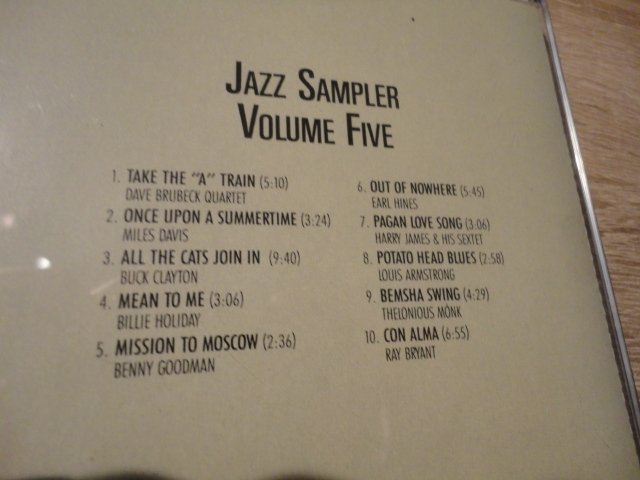 JAZZ SAMPLER
VOLUME FIVE
1. TAKE THE "A" TRAIN (5:10)
DAVE BRUBECK QUARTET
2. ONCE UPON A SUMMERTIME (3:24)
MILES DAVIS
3. ALL THE CATS JOIN IN (9:40)
BUCK CLAYTON
4. MEAN TO ME (3:06)
BILLIE HOLIDAY
5. MISSION TO MOSCOW (2:36)
BENNY GOODMAN
6. OUT OF NOWHERE (5:45)
EARL HINES
7. PAGAN LOVE SONG (3:06)
HARRY JAMES & HIS SEXTET
8. POTATO HEAD BLUES (2:58)
LOUIS ARMSTRONG
9. BEMSHA SWING (4:29)
THELONIOUS MONK
10. CON ALMA (6:55)
RAY BRYANT